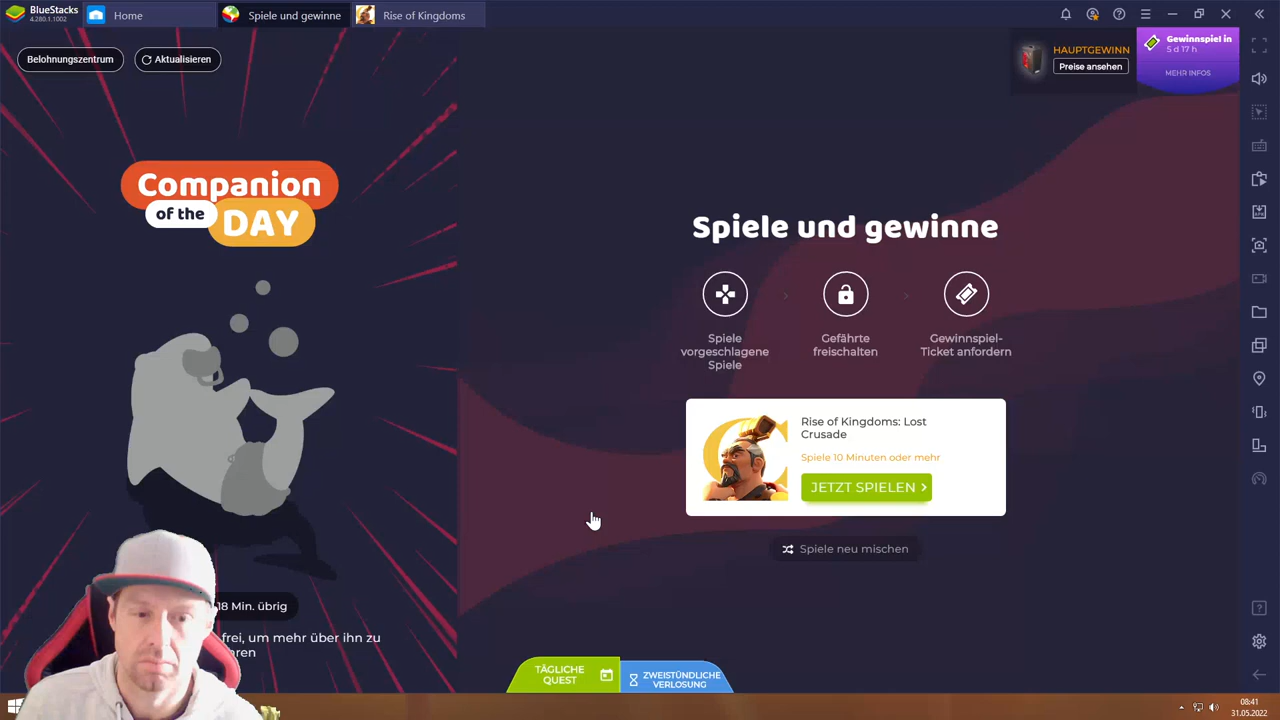 BlueStacks
4.280.1.1002
Home
Spiele und gewinne
Rise of Kingdoms
Belohnungszentrum
Aktualisieren
HAUPTGEWINN
Preise ansehen
Gewinnspiel in
5 d 17 h
MEHR INFOS
Companion
of the
DAY
18 Min. übrig
frei, um mehr über ihn zu
Spiele und gewinne
Spiele
vorgeschlagene
Spiele
Gefährte
freischalten
Gewinnspiel-
Ticket anfordern
Rise of Kingdoms: Lost
Crusade
Spiele 10 Minuten oder mehr
JETZT SPIELEN
Spiele neu mischen
TÄGLICHE
QUEST
ZWEISTÜNDLICHE
VERLOSUNG
08:41
31.05.2022